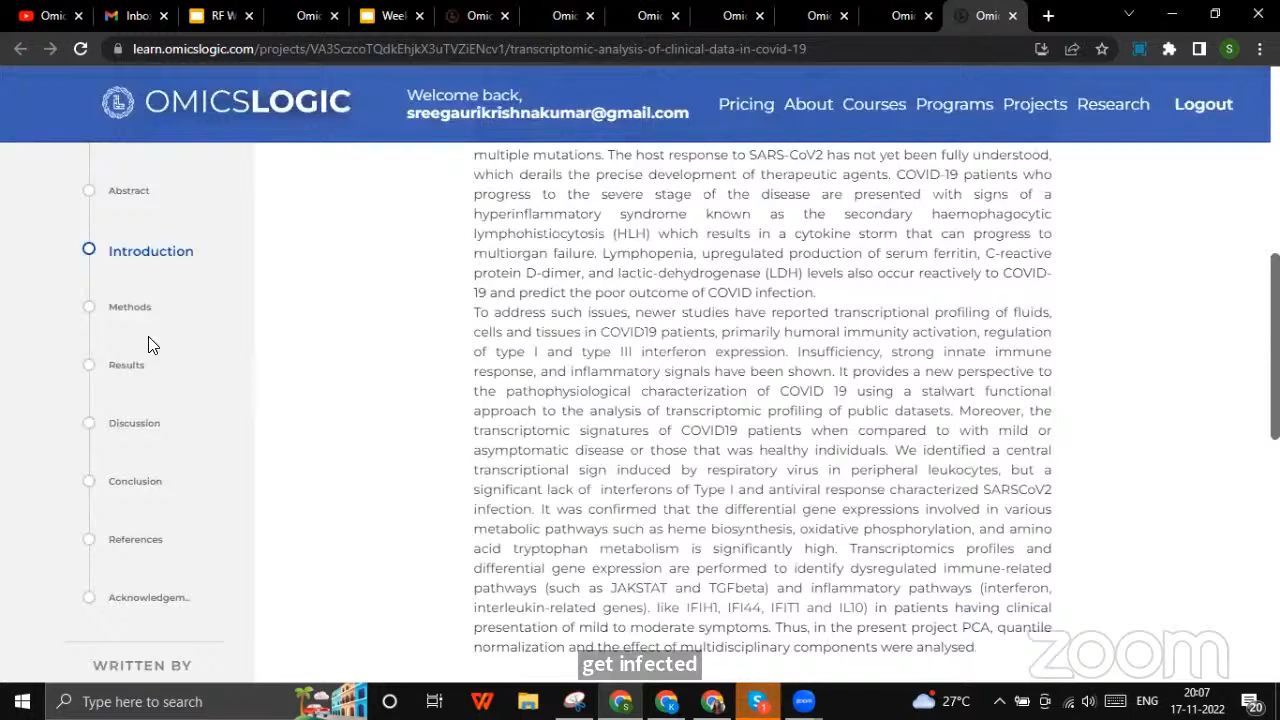 Omic
Inbo
RF W
Omic
Week
Omic
Omic
Omic
Omic
Omic
Omic
Omic
learn.omicslogic.com/projects/VA3SczcoTQdkEhjkX3uTVZiENcv1/transcriptomic-analysis-of-clinical-data-in-covid-19
S
OMICSLOGIC
Welcome back,
sreegaurikrishnakumar@gmail.com
Pricing About Courses Programs Projects Research Logout
Abstract
Introduction
Methods
Results
Discussion
Conclusion
References
Acknowledgem...
WRITTEN BY
multiple mutations. The host response to SARS-CoV2 has not yet been fully understood,
which derails the precise development of therapeutic agents. COVID-19 patients who
progress to the severe stage of the disease are presented with signs of a
hyperinflammatory syndrome known as the secondary haemophagocytic
lymphohistiocytosis (HLH) which results in a cytokine storm that can progress to
multiorgan failure. Lymphopenia, upregulated production of serum ferritin, C-reactive
protein D-dimer, and lactic-dehydrogenase (LDH) levels also occur reactively to COVID-
19 and predict the poor outcome of COVID infection.
To address such issues, newer studies have reported transcriptional profiling of fluids,
cells and tissues in COVID19 patients, primarily humoral immunity activation, regulation
of type I and type III interferon expression. Insufficiency, strong innate immune
response, and inflammatory signals have been shown. It provides a new perspective to
the pathophysiological characterization of COVID 19 using a stalwart functional
approach to the analysis of transcriptomic profiling of public datasets. Moreover, the
transcriptomic signatures of COVID19 patients when compared to with mild or
asymptomatic disease or those that was healthy individuals. We identified a central
transcriptional sign induced by respiratory virus in peripheral leukocytes, but a
significant lack of interferons of Type I and antiviral response characterized SARSCoV2
infection. It was confirmed that the differential gene expressions involved in various
metabolic pathways such as heme biosynthesis, oxidative phosphorylation, and amino
acid tryptophan metabolism is significantly high. Transcriptomics profiles and
differential gene expression are performed to identify dysregulated immune-related
pathways (such as JAKSTAT and TGFbeta) and inflammatory pathways (interferon,
interleukin-related genes). like IFIH1, IFI44, IFIT1 and IL10) in patients having clinical
presentation of mild to moderate symptoms. Thus, in the present project PCA, quantile
normalization and the effect of multidisciplinary components were analysed.
get infected
zoom
Type here to search
zoom
27°C
ENG
20:07
17-11-2022
20